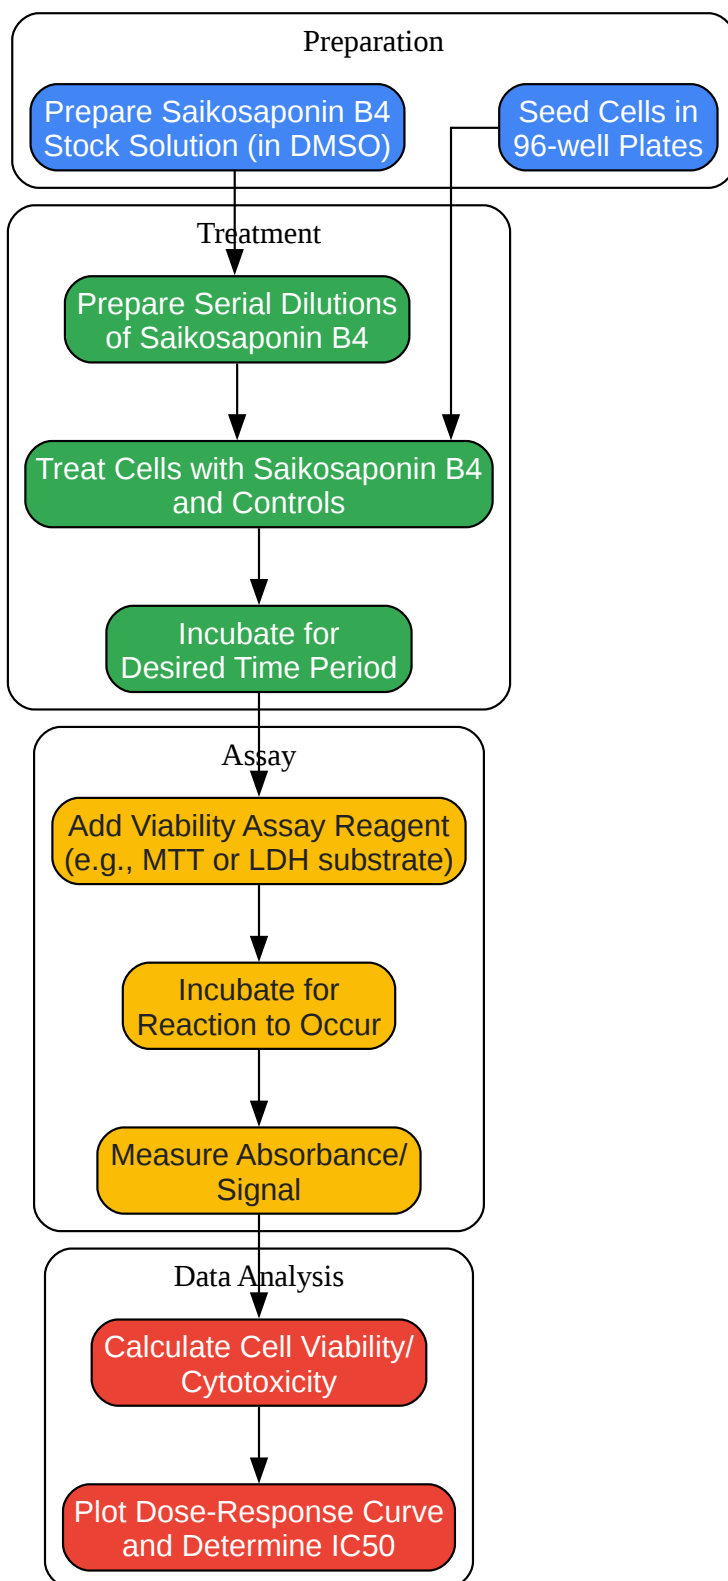 Preparation
Prepare Saikosaponin B4
Stock Solution (in DMSO)
Seed Cells in
96-well Plates
Treatment
Prepare Serial Dilutions
of Saikosaponin B4
Treat Cells with Saikosaponin B4
and Controls
Incubate for
Desired Time Period
Assay
Add Viability Assay Reagent
(e.g., MTT or LDH substrate)
Incubate for
Reaction to Occur
Measure Absorbance/
Signal
Data Analysis
Calculate Cell Viability/
Cytotoxicity
Plot Dose-Response Curve
and Determine IC50